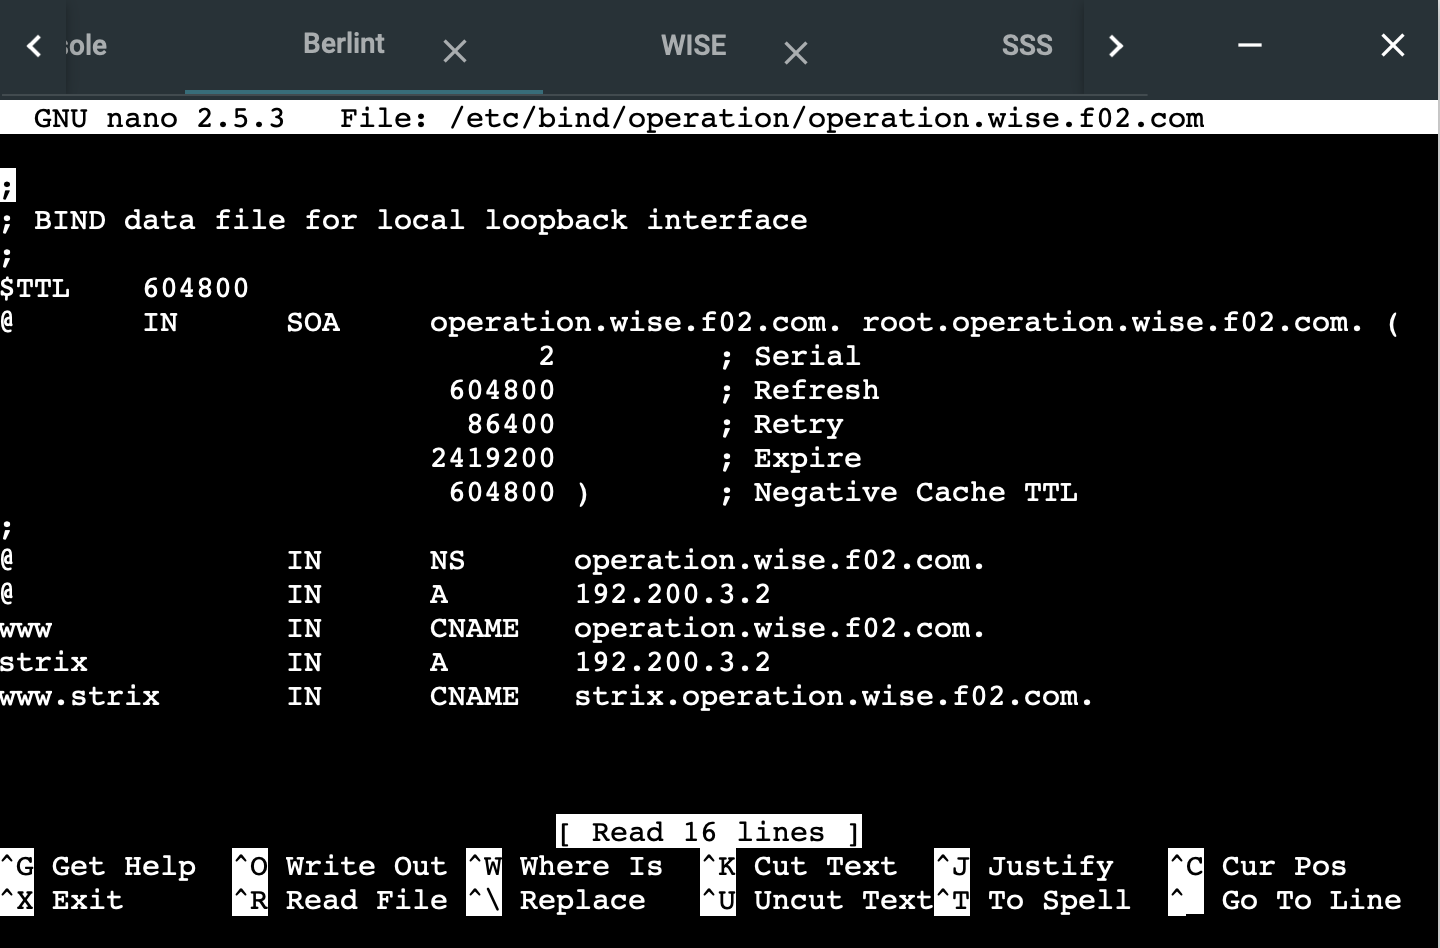 sole Berlint WISE SSS
GNU nano 2.5.3 File: /etc/bind/operation/operation.wise.f02.com
;
; BIND data file for local loopback interface
;
$TTL 604800
@ IN SOA operation.wise.f02.com. root.operation.wise.f02.com. (
2 ; Serial
604800 ; Refresh
86400 ; Retry
2419200 ; Expire
604800 ) ; Negative Cache TTL
;
@ IN NS operation.wise.f02.com.
@ IN A 192.200.3.2
www IN CNAME operation.wise.f02.com.
strix IN A 192.200.3.2
www.strix IN CNAME strix.operation.wise.f02.com.
[ Read 16 lines ]
^G Get Help ^O Write Out ^W Where Is ^K Cut Text ^J Justify ^C Cur Pos
^X Exit ^R Read File ^\ Replace ^U Uncut Text ^T To Spell ^_ Go To Line